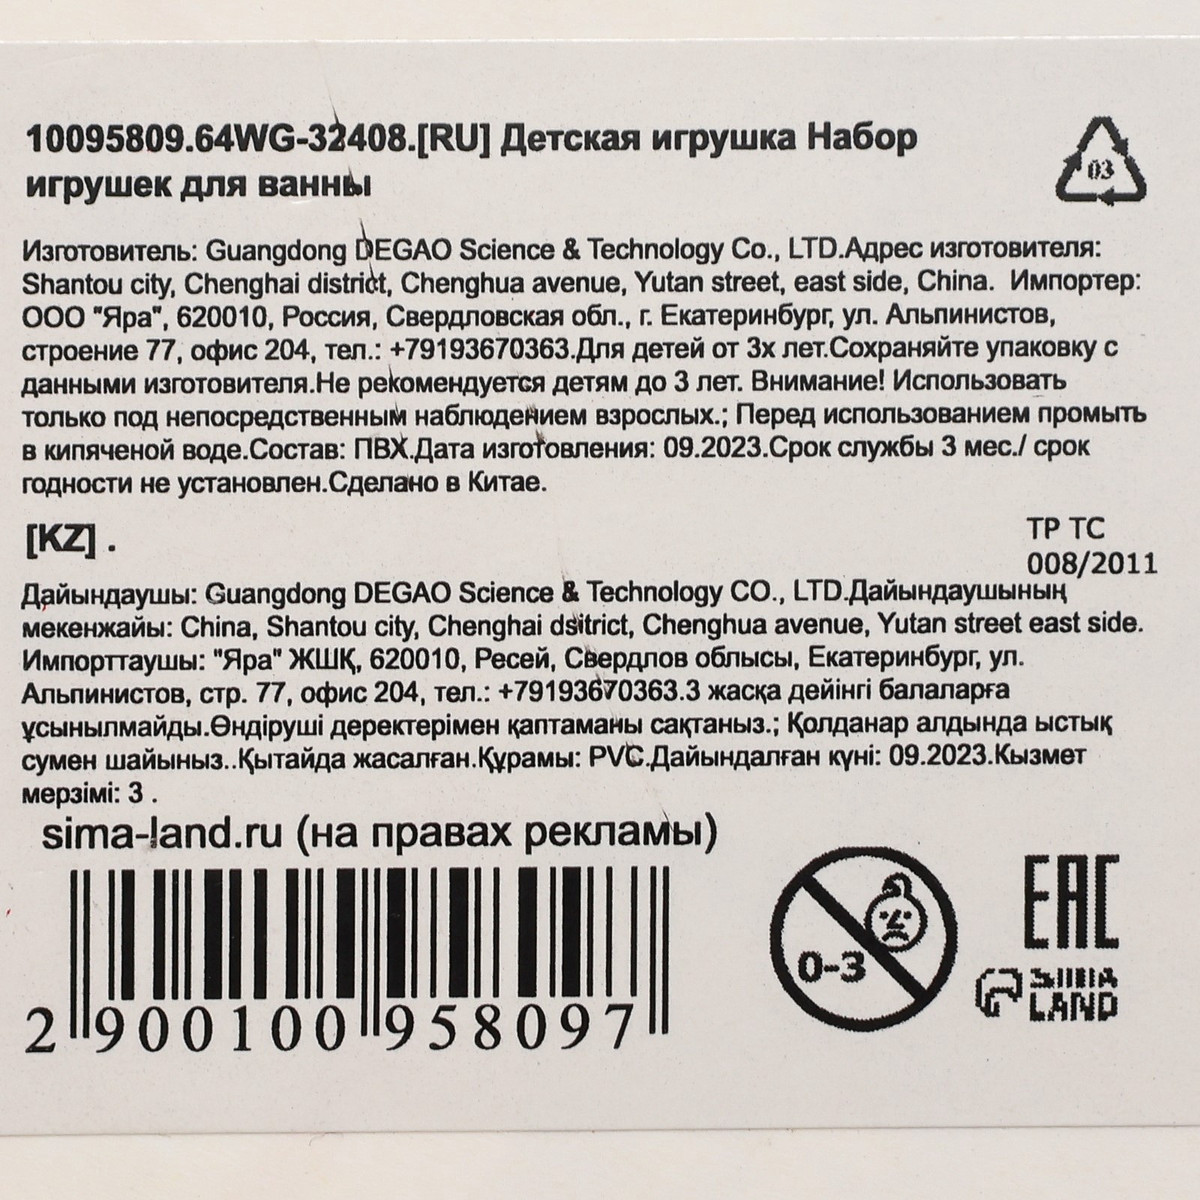 10095809.64WG-32408.[RU] Детская игрушка Набор
игрушек для ванны
03
Изготовитель: Guangdong DEGAO Science & Technology Co., LTD.Адрес изготовителя:
Shantou city, Chenghai district, Chenghua avenue, Yutan street, east side, China. Импортер:
ООО "Яра", 620010, Россия, Свердловская обл., г. Екатеринбург, ул. Альпинистов,
строение 77, офис 204, тел.: +79193670363.Для детей от 3х лет.Сохраняйте упаковку с
данными изготовителя.Не рекомендуется детям до 3 лет. Внимание! Использовать
только под непосредственным наблюдением взрослых.; Перед использованием промыть
в кипяченой воде.Состав: ПВХ.Дата изготовления: 09.2023.Срок службы 3 мес./ срок
годности не установлен.Сделано в Китае.
[KZ] .
ТР ТС
008/2011
Дайындаушы: Guangdong DEGAO Science & Technology CO., LTD.Дайындаушының
мекенжайы: China, Shantou city, Chenghai dsitrict, Chenghua avenue, Yutan street east side.
Импорттаушы: "Яра" ЖШҚ, 620010, Ресей, Свердлов облысы, Екатеринбург, ул.
Альпинистов, стр. 77, офис 204, тел.: +79193670363.3 жасқа дейінгі балаларға
ұсынылмайды.Өндіруші деректерімен қаптаманы сақтаныз.; Қолданар алдында ыстық
сумен шайыныз..Қытайда жасалған.Құрамы: PVC.Дайындалған күні: 09.2023.Кызмет
мерзімі: 3 .
sima-land.ru (на правах рекламы)
2 900100 958097
0-3
EAC
SIMA
LAND